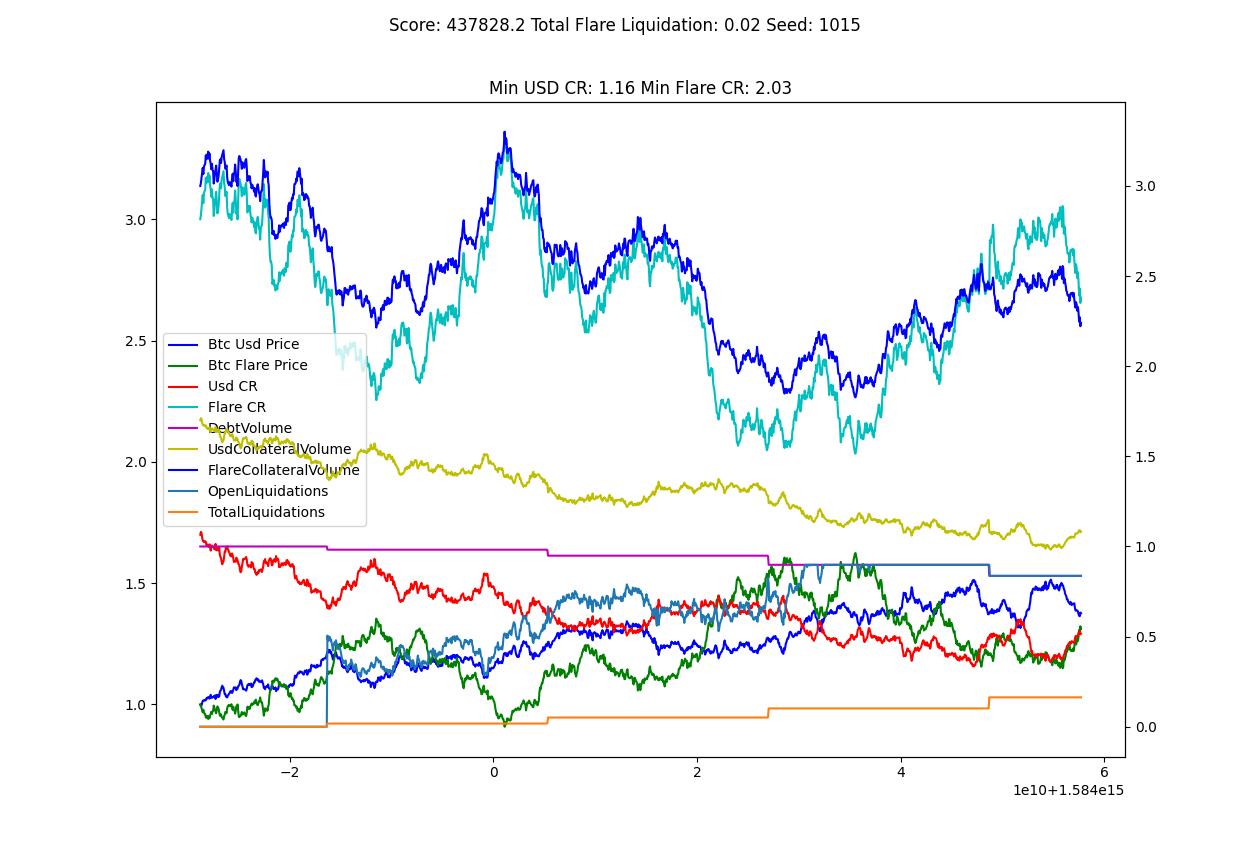 Score: 437828.2 Total Flare Liquidation: 0.02 Seed: 1015
Min USD CR: 1.16 Min Flare CR: 2.03
3.0
2.5
2.0
1.5
1.0
3.0
2.5
2.0
1.5
1.0
0.5
0.0
Btc Usd Price
Btc Flare Price
Usd CR
Flare CR
DebtVolume
UsdCollateralVolume
FlareCollateralVolume
OpenLiquidations
TotalLiquidations
−2 0 2 4 6
1e10+1.584e15